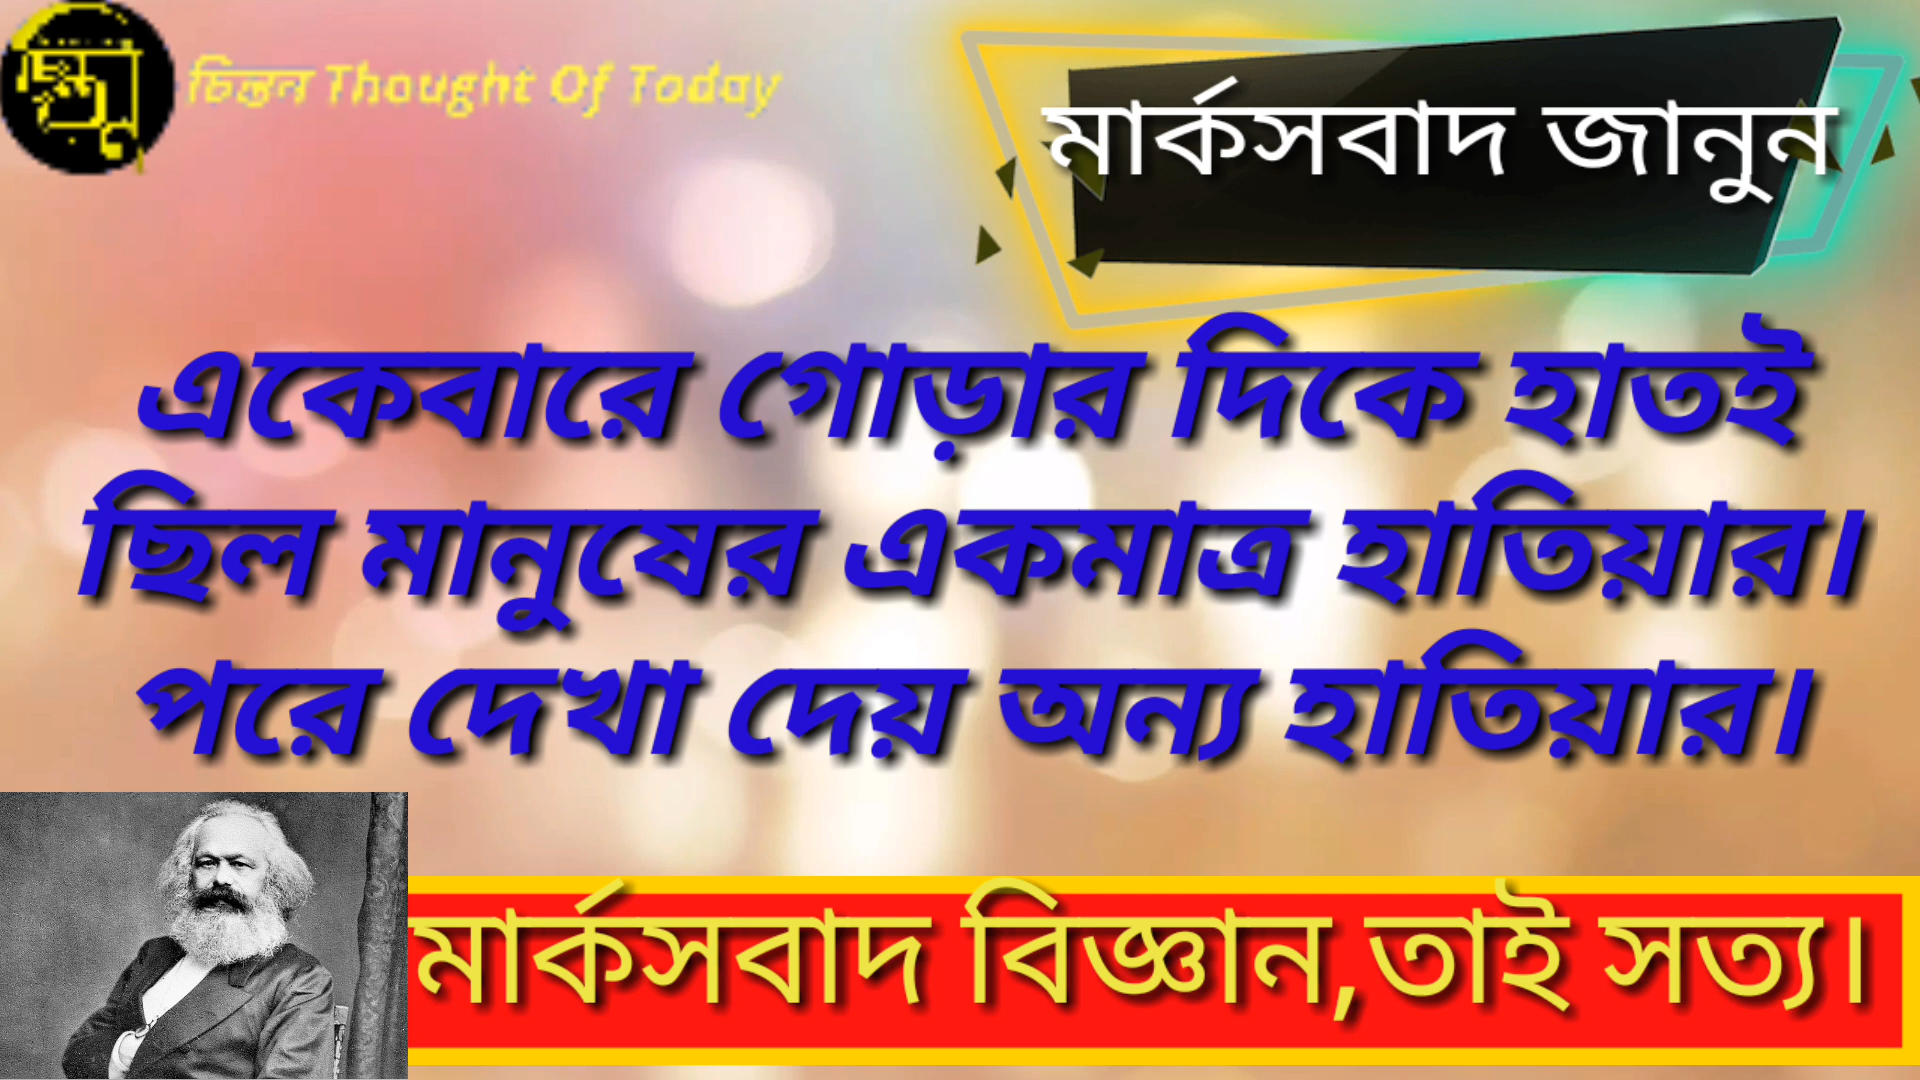 চিন্তন Thought Of Today
মার্কসবাদ জানুন
একেবারে গোড়ার দিকে হাতই
ছিল মানুষের একমাত্র হাতিয়ার।
পরে দেখা দেয় অন্য হাতিয়ার।
মার্কসবাদ বিজ্ঞান,তাই সত্য।